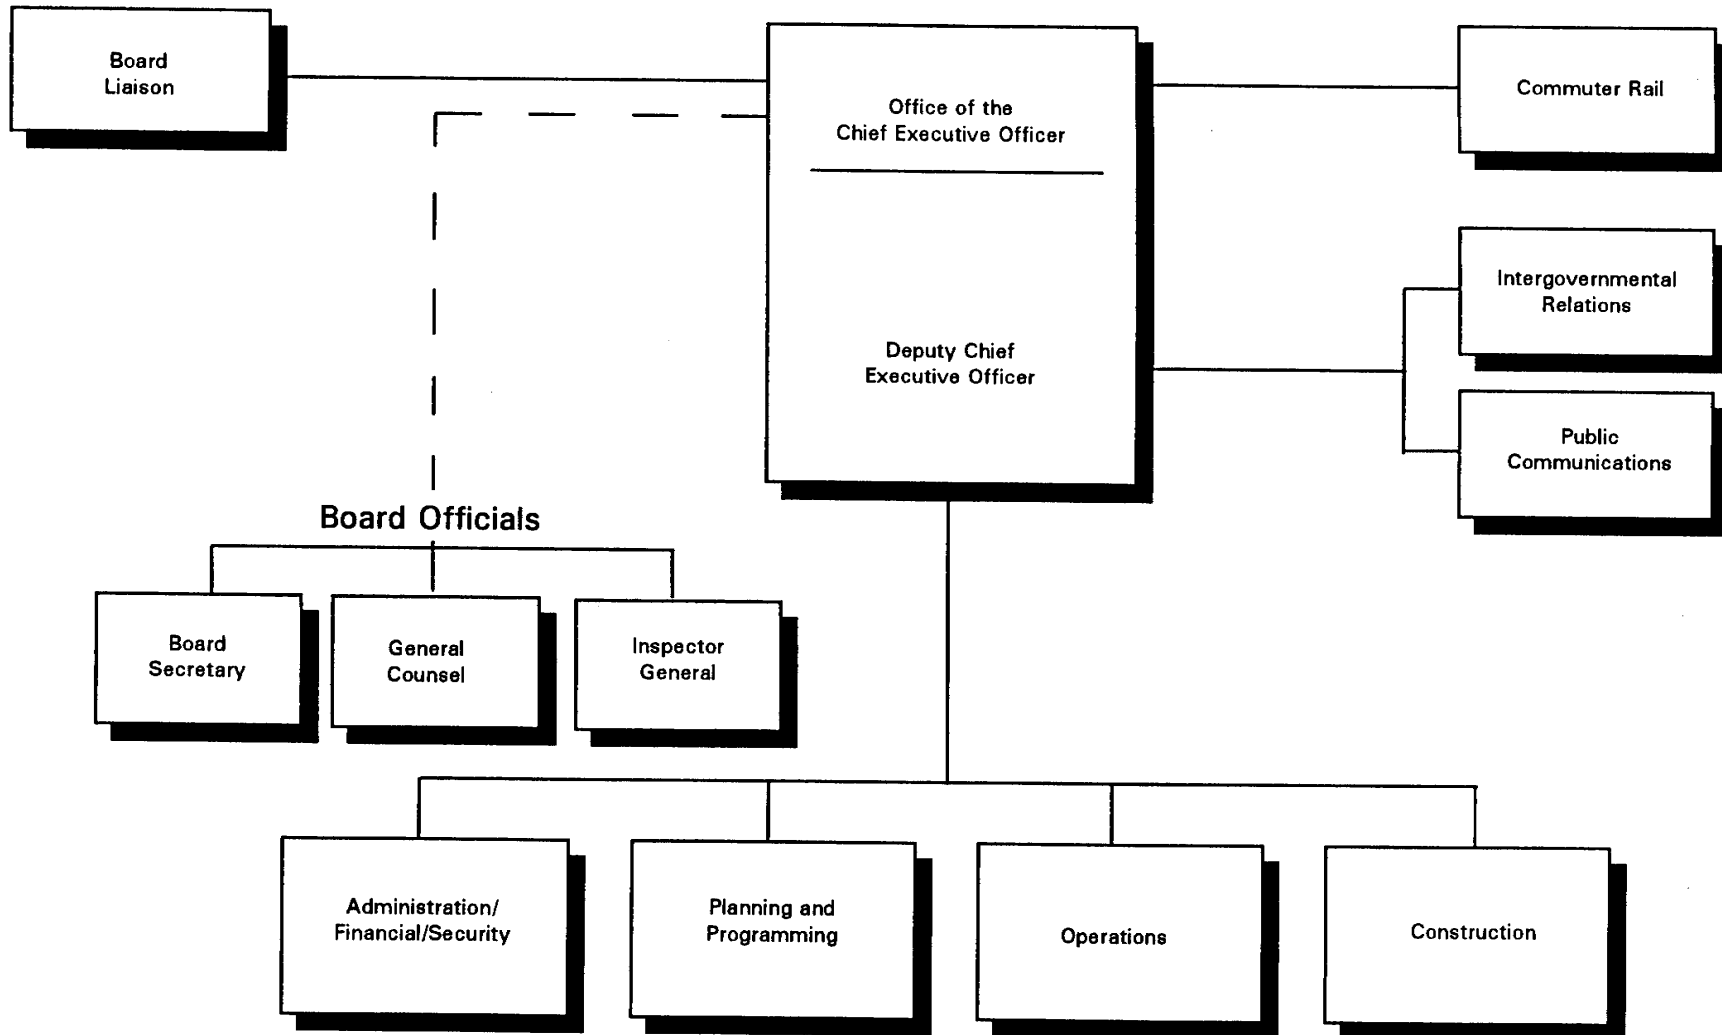 Board
Liaison
Office of the
Chief Executive Officer
Commuter Rail
Intergovernmental
Relations
Deputy Chief
Executive Officer
Public
Communications
Board Officials
Board
Secretary
General
Counsel
Inspector
General
Administration/
Financial/Security
Planning and
Programming
Operations
Construction